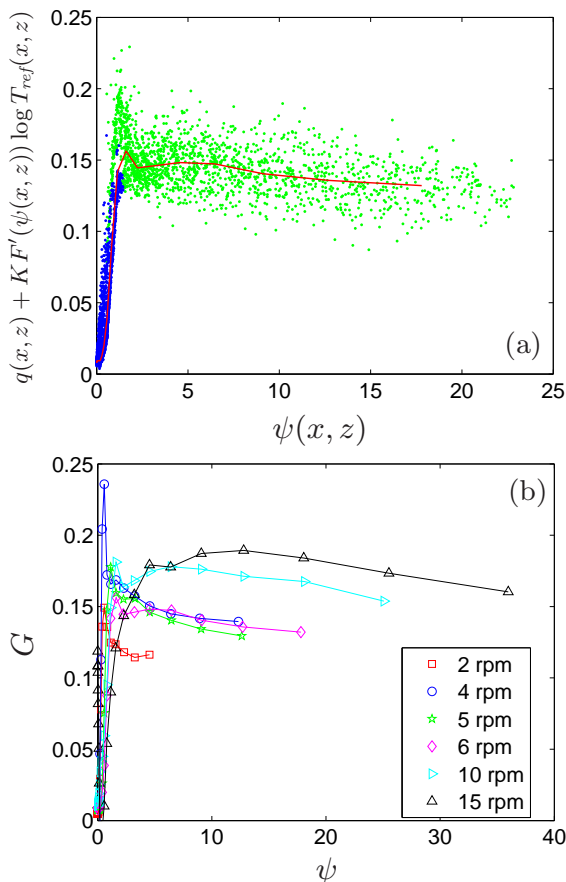 q(x, z) + KF′(ψ(x, z)) log T_ref(x, z)
0.25
0.2
0.15
0.1
0.05
0
(a)
0 5 10 15 20 25
ψ(x, z)
0.25
0.2
0.15
0.1
0.05
0
G
(b)
2 rpm
4 rpm
5 rpm
6 rpm
10 rpm
15 rpm
0 10 20 30 40
ψ